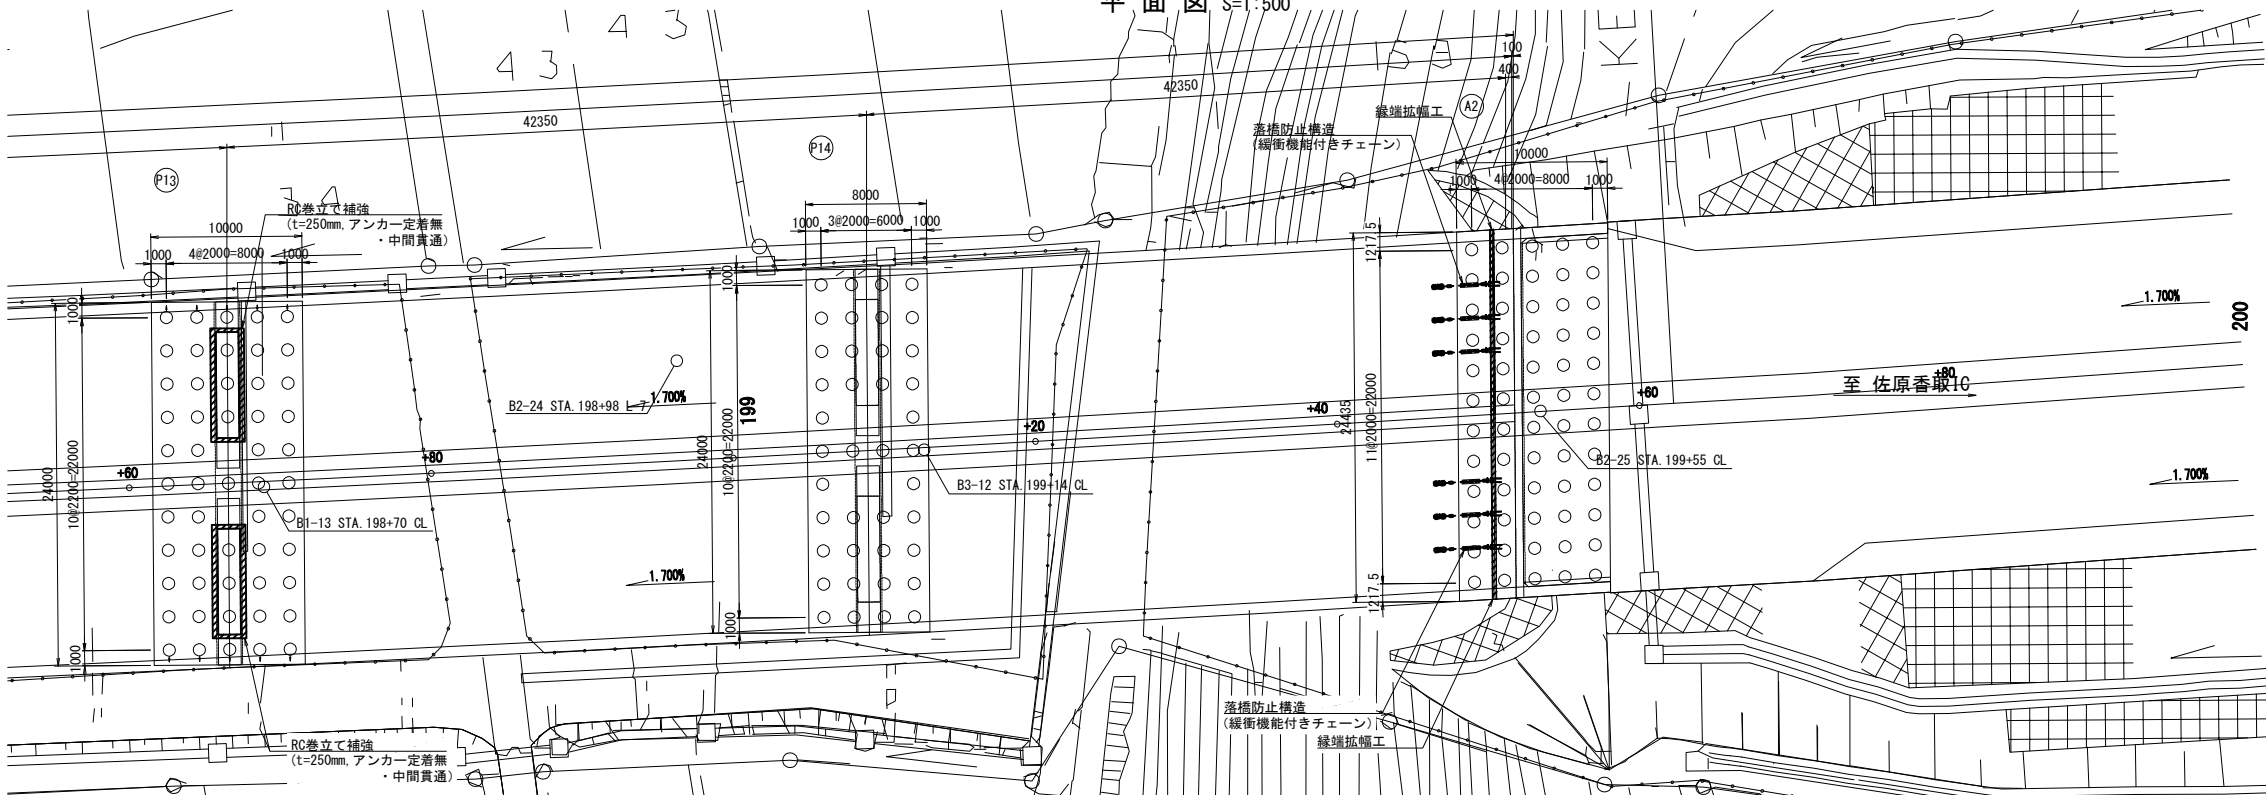 平 面 図 S=1:500
43
43
59
100
400
42350
42350
A2
P14
P13
縁端拡幅工
落橋防止構造
(緩衝機能付きチェーン)
10000
1000 4@2000=8000 1000
34
RC巻立て補強
(t=250mm,アンカー定着無
・中間貫通)
10000
1000 4@2000=8000 1000
8000
1000 3@2000=6000 1000
1000
24000
10@2200=22000
1000
1000
24000
10@2200=22000
1000
1217.5
24435
11@2000=22000
1217.5
1.700%
200
B2-24 STA.198+98 L-7
1.700%
199
+60
+80
+20
+40
+60
+80
至 佐原香取IC
B1-13 STA.198+70 CL
B3-12 STA.199+14 CL
B2-25 STA.199+55 CL
1.700%
1.700%
落橋防止構造
(緩衝機能付きチェーン)
縁端拡幅工
RC巻立て補強
(t=250mm,アンカー定着無
・中間貫通)